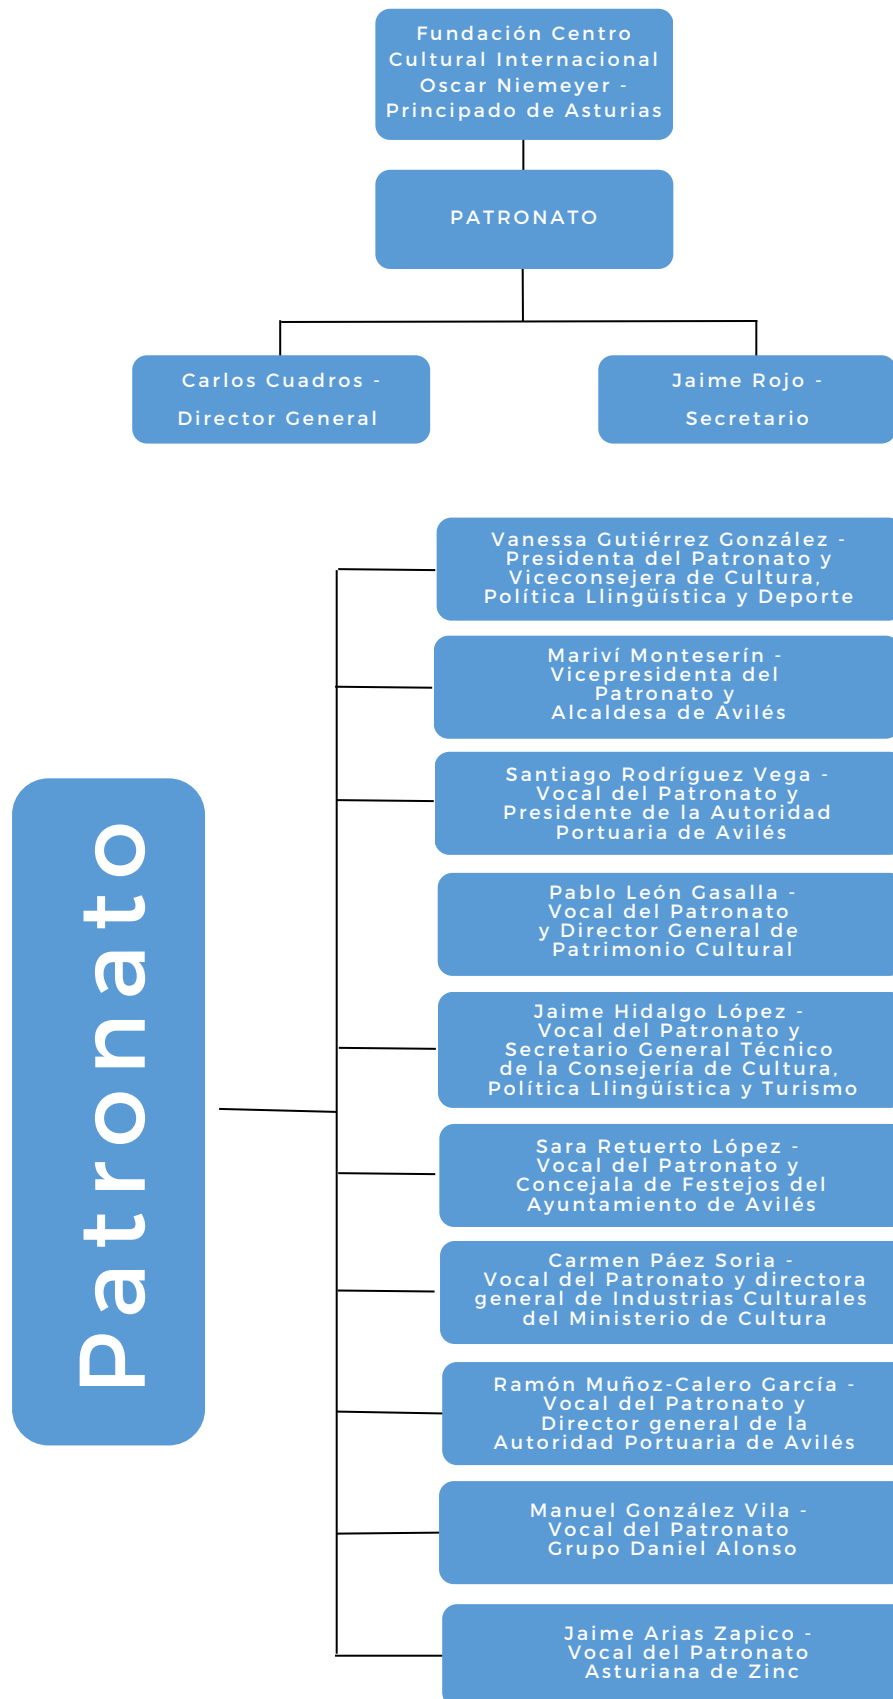 Fundación Centro
Cultural Internacional
Oscar Niemeyer -
Principado de Asturias
PATRONATO
Carlos Cuadros -
Director General
Jaime Rojo -
Secretario
Patronato
Vanessa Gutiérrez González -
Presidenta del Patronato y
Viceconsejera de Cultura,
Política Llingüística y Deporte
Mariví Monteserín -
Vicepresidenta del
Patronato y
Alcaldesa de Avilés
Santiago Rodríguez Vega -
Vocal del Patronato y
Presidente de la Autoridad
Portuaria de Avilés
Pablo León Gasalla -
Vocal del Patronato
y Director General de
Patrimonio Cultural
Jaime Hidalgo López -
Vocal del Patronato y
Secretario General Técnico
de la Consejería de Cultura,
Política Llingüística y Turismo
Sara Retuerto López -
Vocal del Patronato y
Concejala de Festejos del
Ayuntamiento de Avilés
Carmen Páez Soria -
Vocal del Patronato y directora
general de Industrias Culturales
del Ministerio de Cultura
Ramón Muñoz-Calero García -
Vocal del Patronato y
Director general de la
Autoridad Portuaria de Avilés
Manuel González Vila -
Vocal del Patronato
Grupo Daniel Alonso
Jaime Arias Zapico -
Vocal del Patronato
Asturiana de Zinc